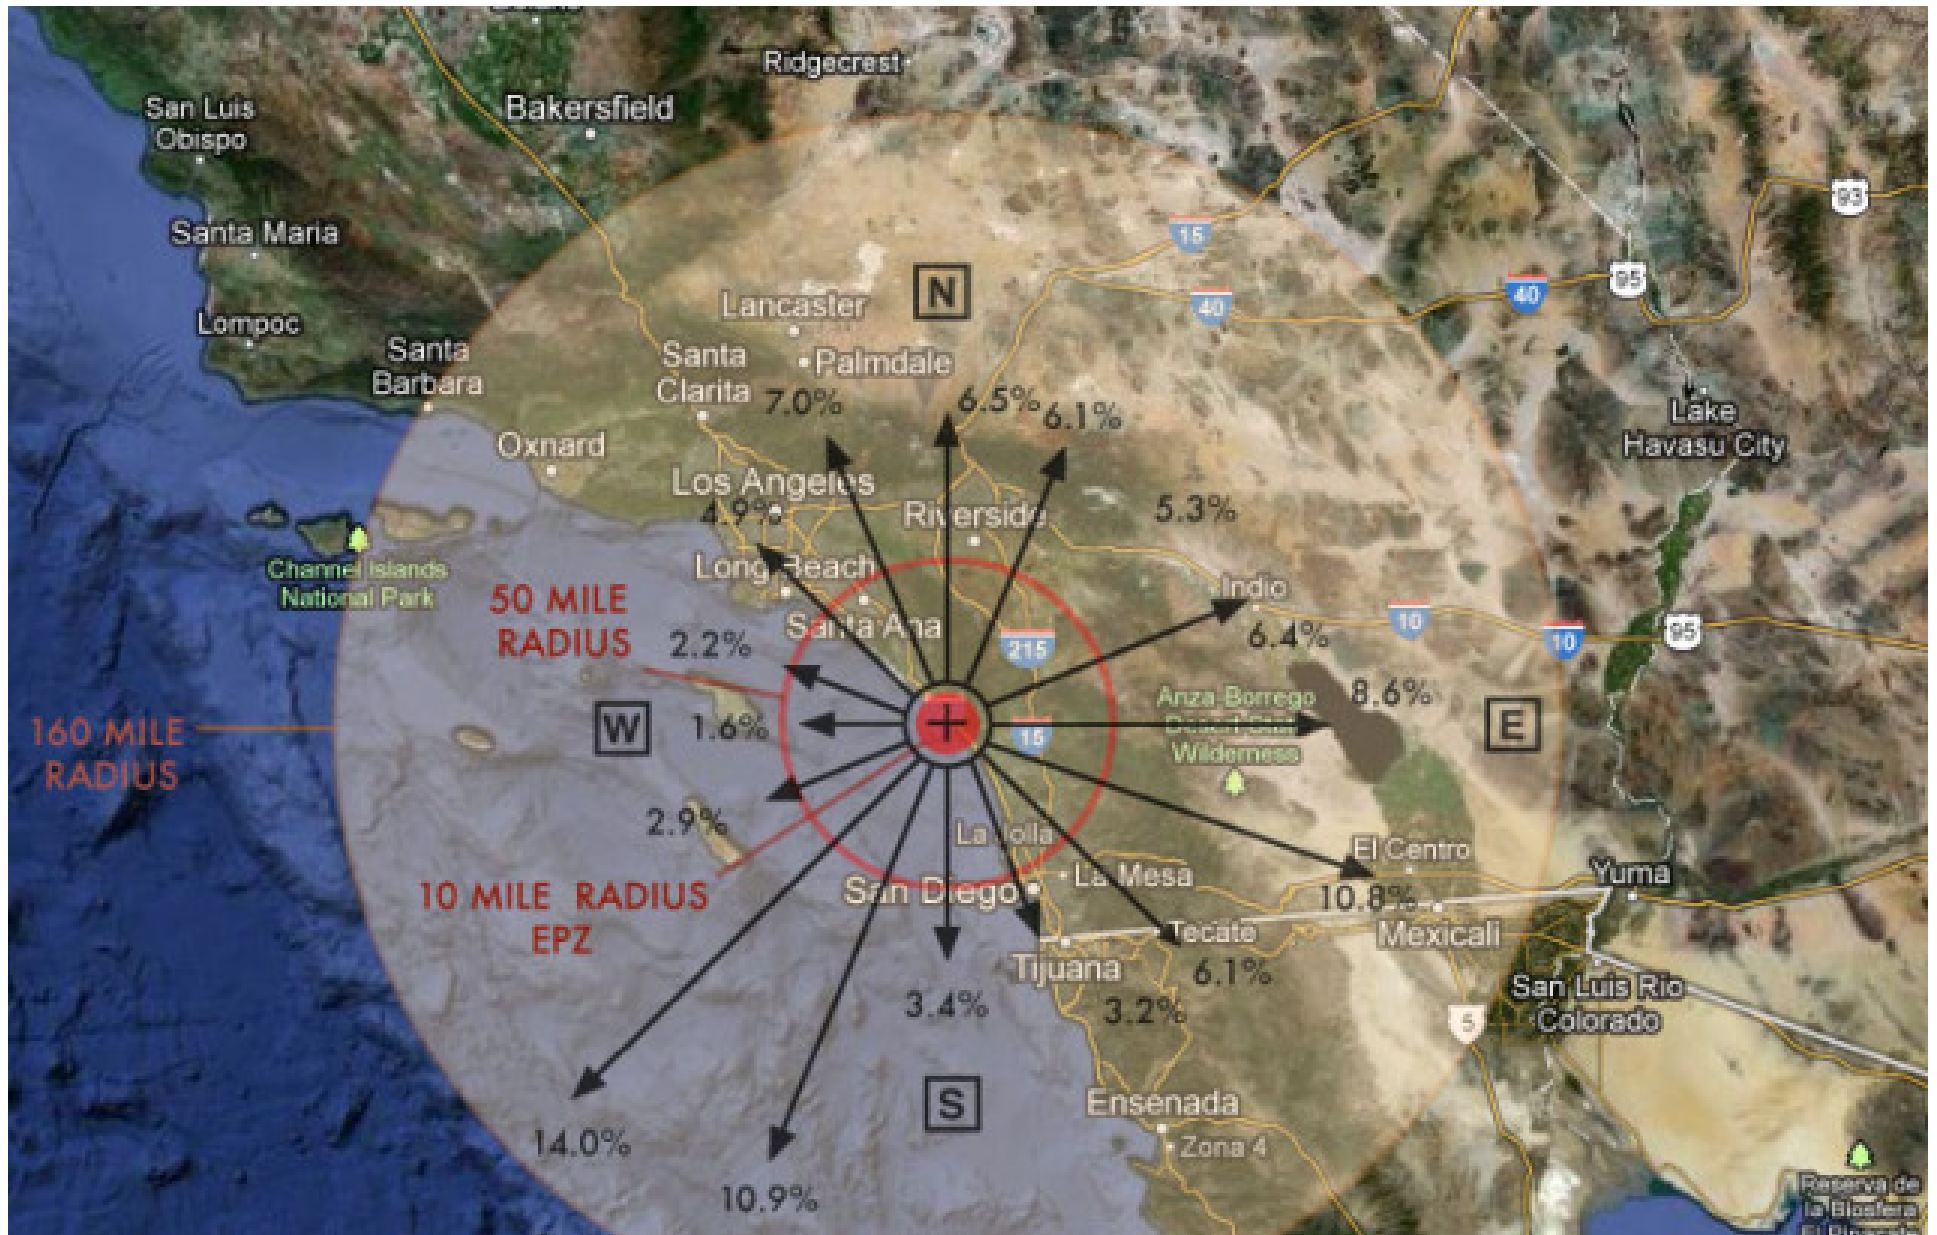 Ridgecrest
San Luis
Obispo
Bakersfield
93
Santa Maria
15
N
95
40
40
Lancaster
Lompoc
Santa
Barbara
Santa
Clarita
Palmdale
7.0%
6.5%
6.1%
Lake
Havasu City
Oxnard
Los Angeles
4.9%
Riverside
5.3%
Channel Islands
National Park
Long Beach
Indio
50 MILE
RADIUS
Santa Ana
2.2%
215
6.4%
10
10
95
160 MILE
RADIUS
W
1.6%
15
Anza Borrego
Desert State
Wilderness
8.6%
E
2.9%
La Jolla
El Centro
10 MILE RADIUS
EPZ
San Diego
La Mesa
10.8%
Yuma
Tecate
Mexicali
Tijuana
6.1%
3.4%
3.2%
San Luis Rio
Colorado
5
S
Ensenada
14.0%
Zona 4
10.9%
Reserva de
la Biosfera